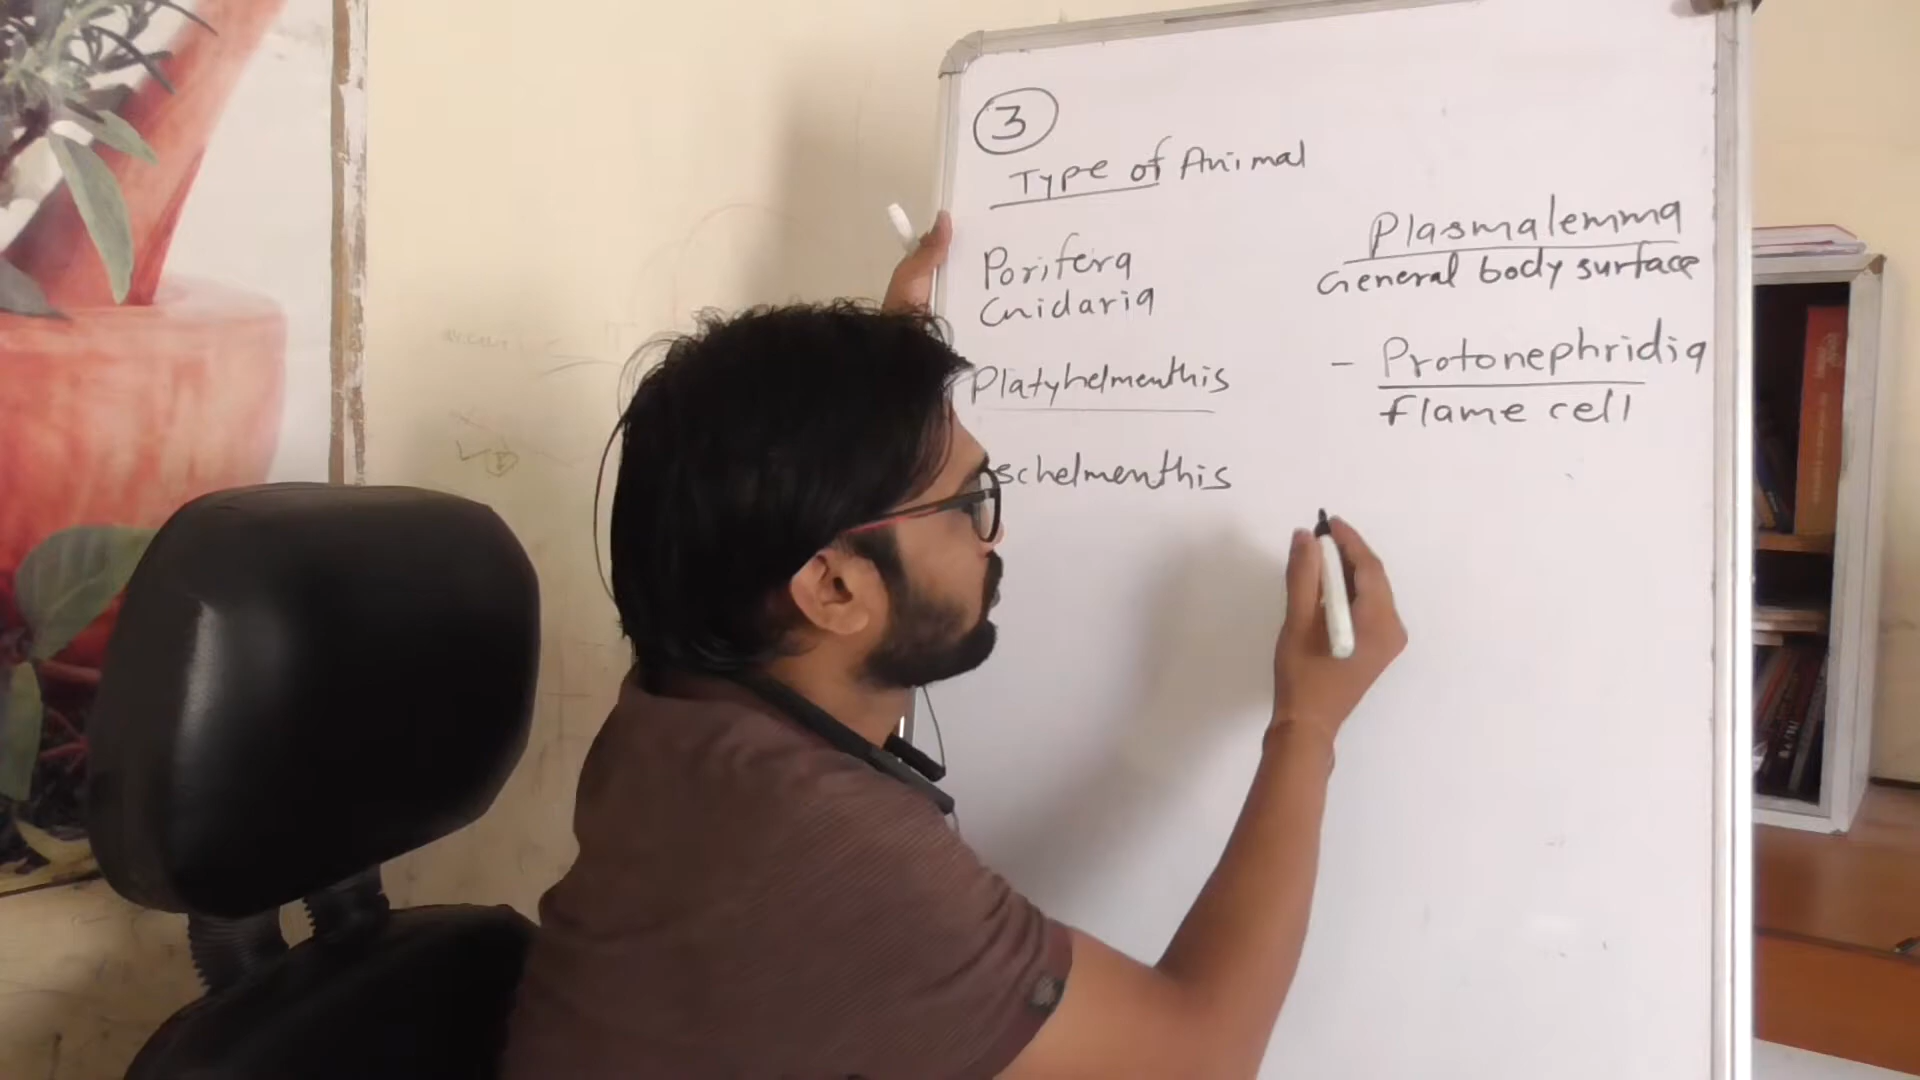 3
Type of Animal
Porifera
Cnidaria
Plasmalemma
General body surface
Platyhelmenthis
- Protonephridia
flame cell
schelmenthis